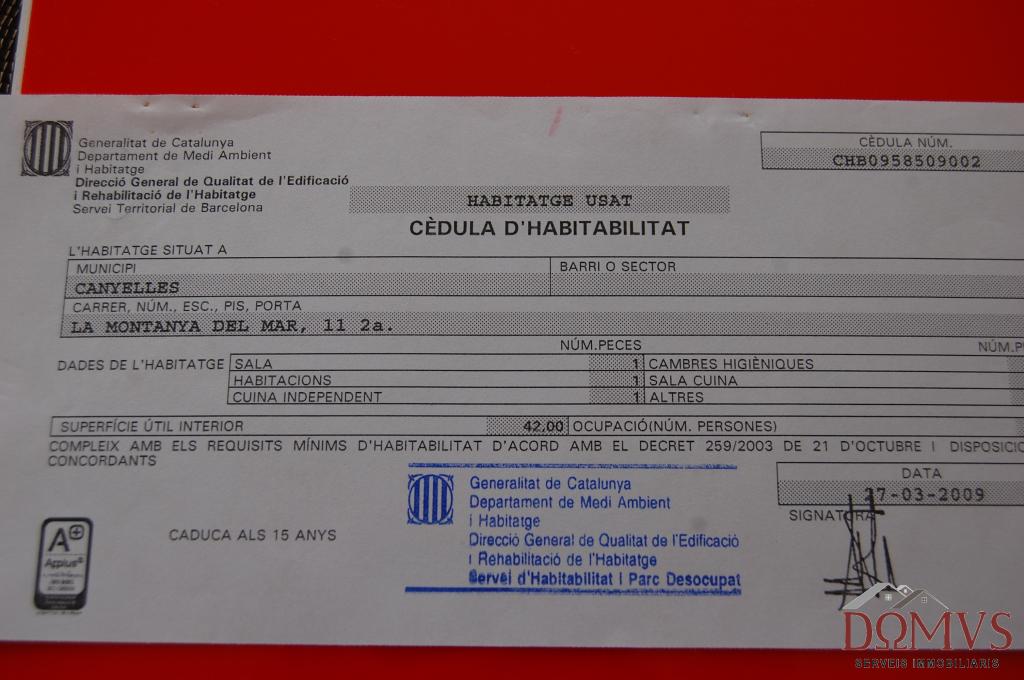 Generalitat de Catalunya
Departament de Medi Ambient
i Habitatge
Direcció General de Qualitat de l'Edificació
i Rehabilitació de l'Habitatge
Servei Territorial de Barcelona
CÈDULA NÚM.
CHB0958509002
HABITATGE USAT
CÈDULA D'HABITABILITAT
L'HABITATGE SITUAT A
MUNICIPI
BARRI O SECTOR
CANYELLES
CARRER, NÚM., ESC., PIS, PORTA
LA MONTANYA DEL MAR, 11 2a.
NÚM.PECES
DADES DE L'HABITATGE SALA 1 CAMBRES HIGIÈNIQUES
HABITACIONS 1 SALA CUINA
CUINA INDEPENDENT 1 ALTRES
SUPERFÍCIE ÚTIL INTERIOR 42,00 OCUPACIÓ(NÚM. PERSONES)
COMPLEIX AMB ELS REQUISITS MÍNIMS D'HABITABILITAT D'ACORD AMB EL DECRET 259/2003 DE 21 D'OCTUBRE I DISPOSICIO
CONCORDANTS
DATA
27-03-2009
SIGNATURA
Generalitat de Catalunya
Departament de Medi Ambient
i Habitatge
Direcció General de Qualitat de l'Edificació
i Rehabilitació de l'Habitatge
Servei d'Habitabilitat i Parc Desocupat
CADUCA ALS 15 ANYS
A+
Applus+
DOMVS
SERVEIS IMMOBILIARIS